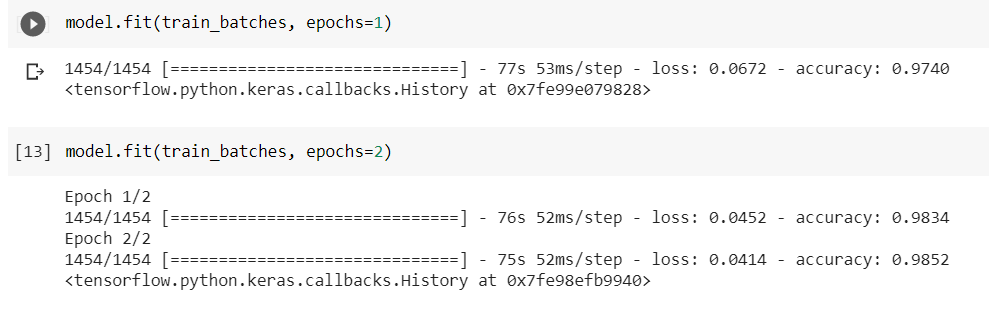 model.fit(train_batches, epochs=1)
1454/1454 [==============================] - 77s 53ms/step - loss: 0.0672 - accuracy: 0.9740
<tensorflow.python.keras.callbacks.History at 0x7fe99e079828>
[13] model.fit(train_batches, epochs=2)
Epoch 1/2
1454/1454 [==============================] - 76s 52ms/step - loss: 0.0452 - accuracy: 0.9834
Epoch 2/2
1454/1454 [==============================] - 75s 52ms/step - loss: 0.0414 - accuracy: 0.9852
<tensorflow.python.keras.callbacks.History at 0x7fe98efb9940>